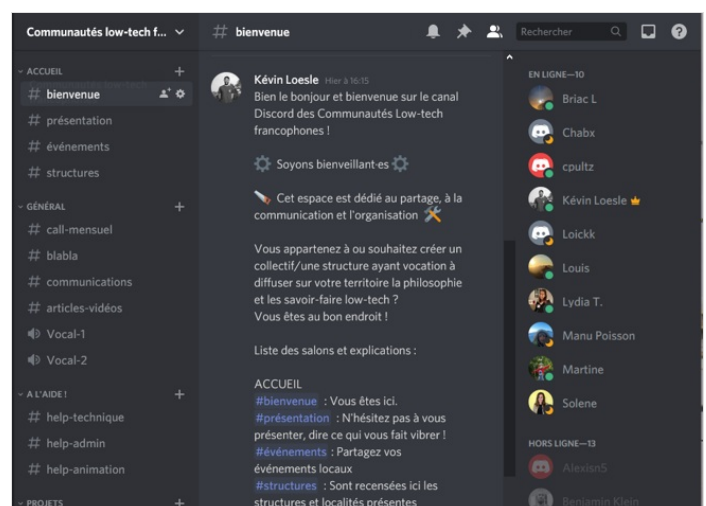 Communautés low-tech f...
# bienvenue
Rechercher
ACCUEIL
# bienvenue
# présentation
# événements
# structures
GÉNÉRAL
# call-mensuel
# blabla
# communications
# articles-vidéos
Vocal-1
Vocal-2
A L'AIDE !
# help-technique
# help-admin
# help-animation
PROJETS
Kévin Loesle Hier à 16:15
Bien le bonjour et bienvenue sur le canal
Discord des Communautés Low-tech
francophones !
Soyons bienveillant·es
Cet espace est dédié au partage, à la
communication et l'organisation
Vous appartenez à ou souhaitez créer un
collectif/une structure ayant vocation à
diffuser sur votre territoire la philosophie
et les savoir-faire low-tech ?
Vous êtes au bon endroit !
Liste des salons et explications :
ACCUEIL
#bienvenue : Vous êtes ici.
#présentation : N'hésitez pas à vous
présenter, dire ce qui vous fait vibrer !
#événements : Partagez vos
événements locaux
#structures : Sont recensées ici les
structures et localités présentes
EN LIGNE—10
Briac L
Chabx
cpultz
Kévin Loesle
Loickk
Louis
Lydia T.
Manu Poisson
Martine
Solene
HORS LIGNE—13
AlexisnS
Benjamin Klein